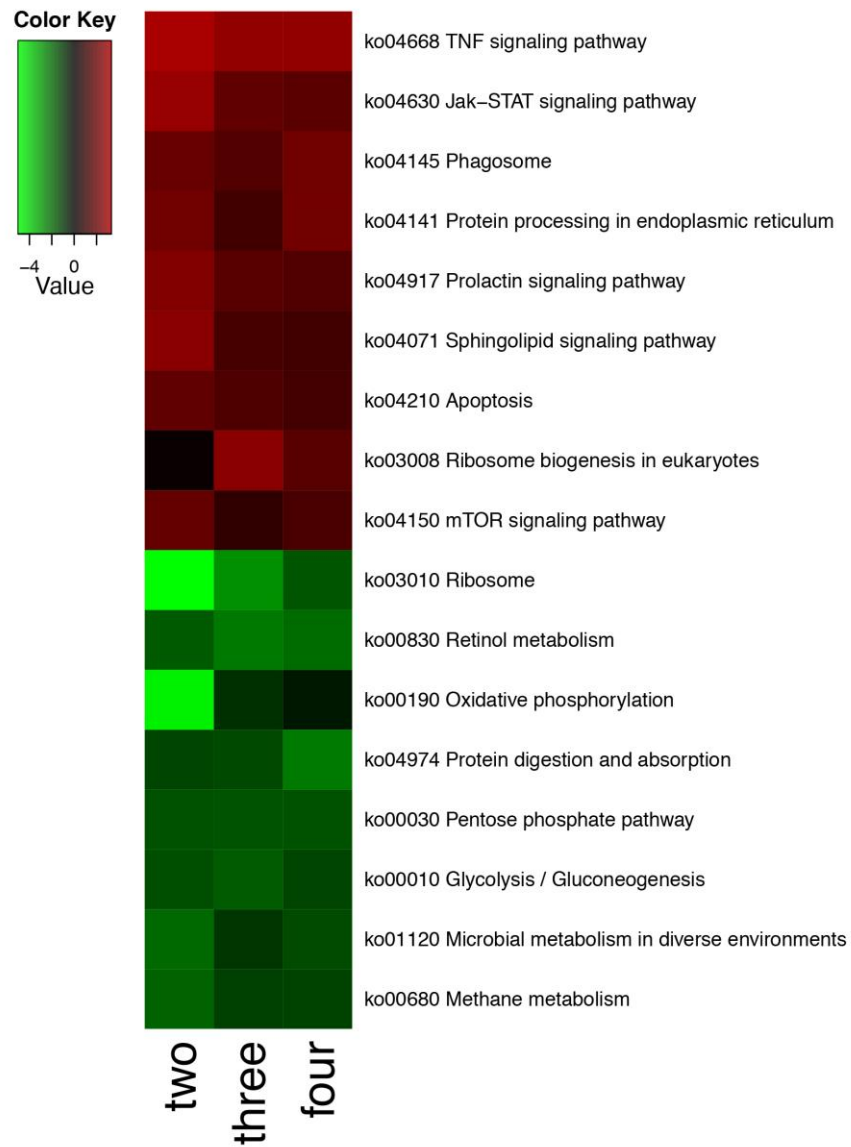 Color Key
−4 0
Value
ko04668 TNF signaling pathway
ko04630 Jak−STAT signaling pathway
ko04145 Phagosome
ko04141 Protein processing in endoplasmic reticulum
ko04917 Prolactin signaling pathway
ko04071 Sphingolipid signaling pathway
ko04210 Apoptosis
ko03008 Ribosome biogenesis in eukaryotes
ko04150 mTOR signaling pathway
ko03010 Ribosome
ko00830 Retinol metabolism
ko00190 Oxidative phosphorylation
ko04974 Protein digestion and absorption
ko00030 Pentose phosphate pathway
ko00010 Glycolysis / Gluconeogenesis
ko01120 Microbial metabolism in diverse environments
ko00680 Methane metabolism
two
three
four